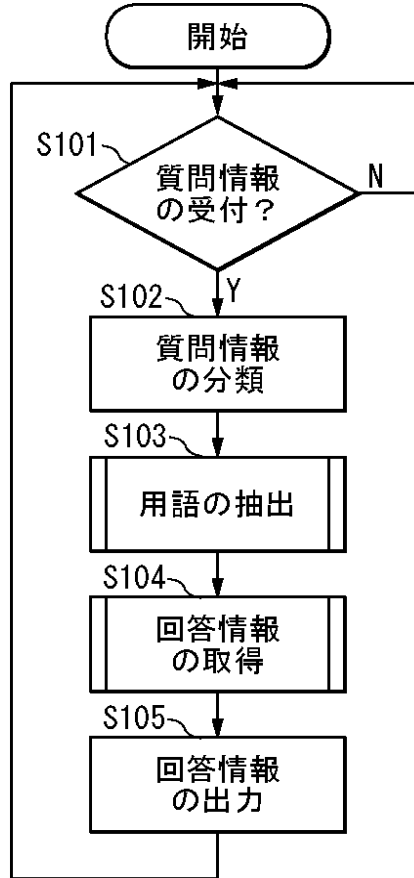 開始
S101
質問情報
の受付？
N
Y
S102
質問情報
の分類
S103
用語の抽出
S104
回答情報
の取得
S105
回答情報
の出力